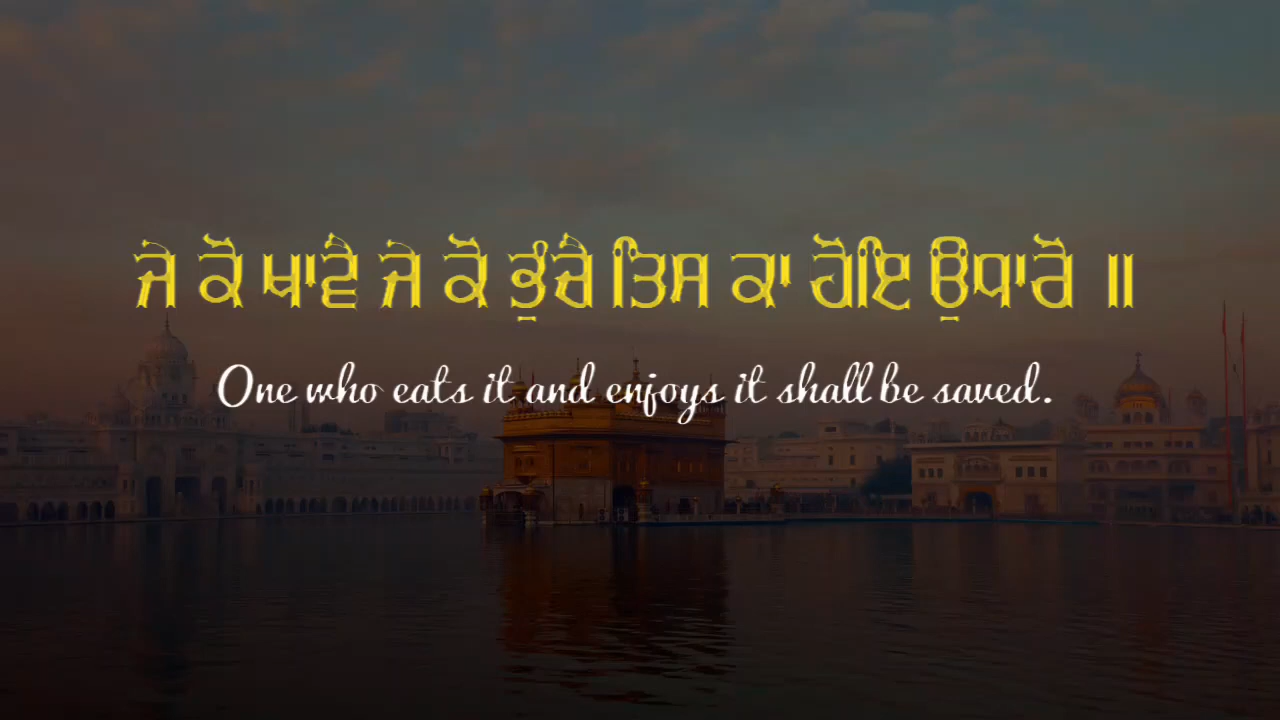 ਜੇ ਕੋ ਖਾਵੈ ਜੇ ਕੋ ਭੁੰਚੈ ਤਿਸ ਕਾ ਹੋਇ ਉਧਾਰੋ ॥
One who eats it and enjoys it shall be saved.